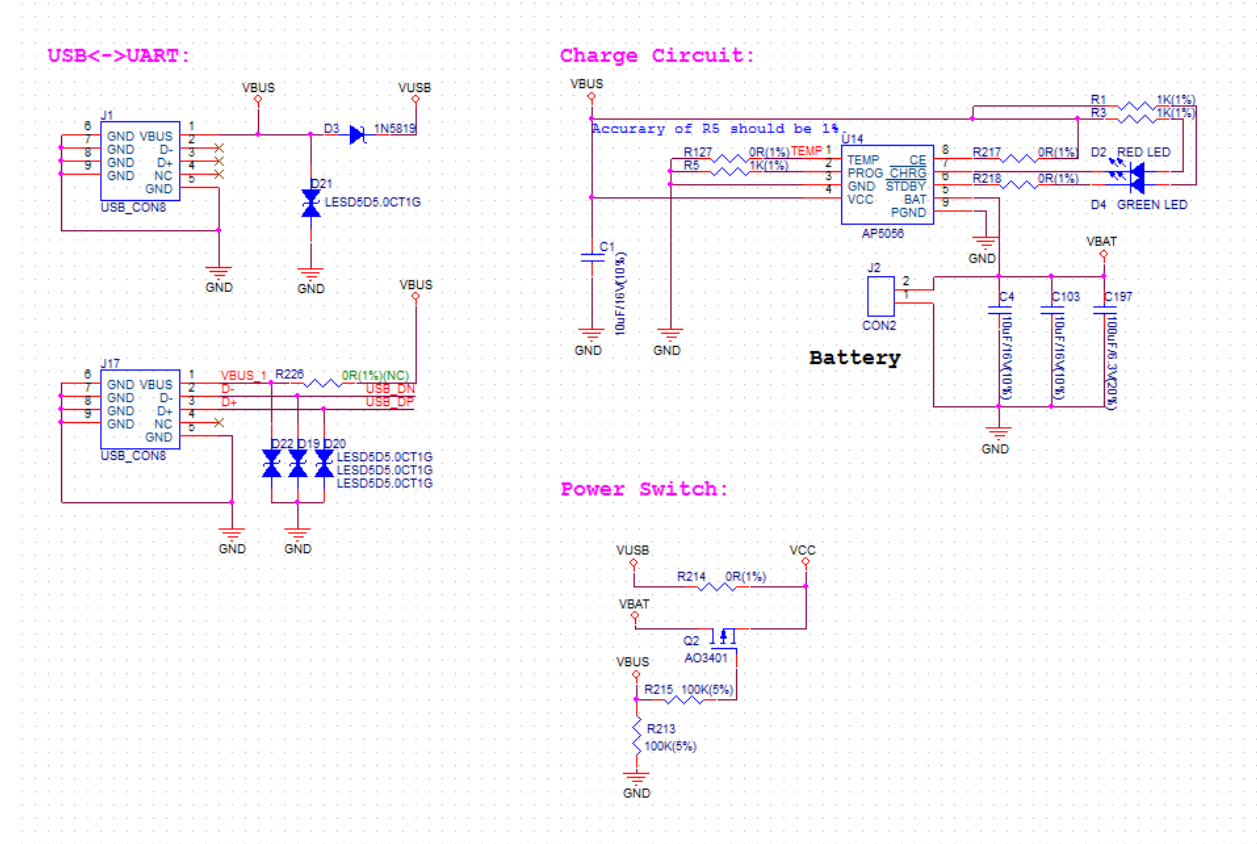 USB<->UART:
VBUS
VUSB
J1
D3
1N5819
6
7
8
9
GND VBUS
GND D-
GND D+
GND NC
GND
1
2
3
4
5
USB_CON8
D21
LESD5D5.0CT1G
GND
GND
VBUS
J17
6
7
8
9
GND VBUS
GND D-
GND D+
GND NC
GND
1
2
3
4
5
USB_CON8
VBUS_1
R226
0R(1%)(NC)
D-
USB_DN
D+
USB_DP
D22
D19
D20
LESD5D5.0CT1G
LESD5D5.0CT1G
LESD5D5.0CT1G
GND
GND
Charge Circuit:
VBUS
R1
1K(1%)
R3
1K(1%)
Accurary of R5 should be 1%.
U14
R127
0R(1%)
TEMP
R5
1K(1%)
1
2
3
4
TEMP CE
PROG CHRG
GND STDBY
VCC BAT
PGND
8
7
6
5
9
AP5056
R217
0R(1%)
D2
RED LED
R218
0R(1%)
D4
GREEN LED
GND
VBAT
C1
10uF/16V(10%)
GND
GND
J2
2
1
CON2
Battery
C4
10uF/16V(10%)
C103
10uF/16V(10%)
C197
100uF/6.3V(20%)
GND
Power Switch:
VUSB
VCC
R214
0R(1%)
VBAT
Q2
AO3401
VBUS
R215
100K(5%)
R213
100K(5%)
GND